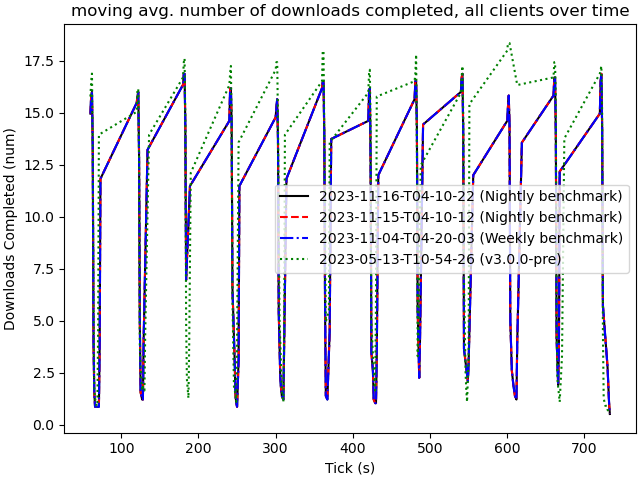 moving avg. number of downloads completed, all clients over time
Downloads Completed (num)
17.5
15.0
12.5
10.0
7.5
5.0
2.5
0.0
2023-11-16-T04-10-22 (Nightly benchmark)
2023-11-15-T04-10-12 (Nightly benchmark)
2023-11-04-T04-20-03 (Weekly benchmark)
2023-05-13-T10-54-26 (v3.0.0-pre)
100 200 300 400 500 600 700
Tick (s)